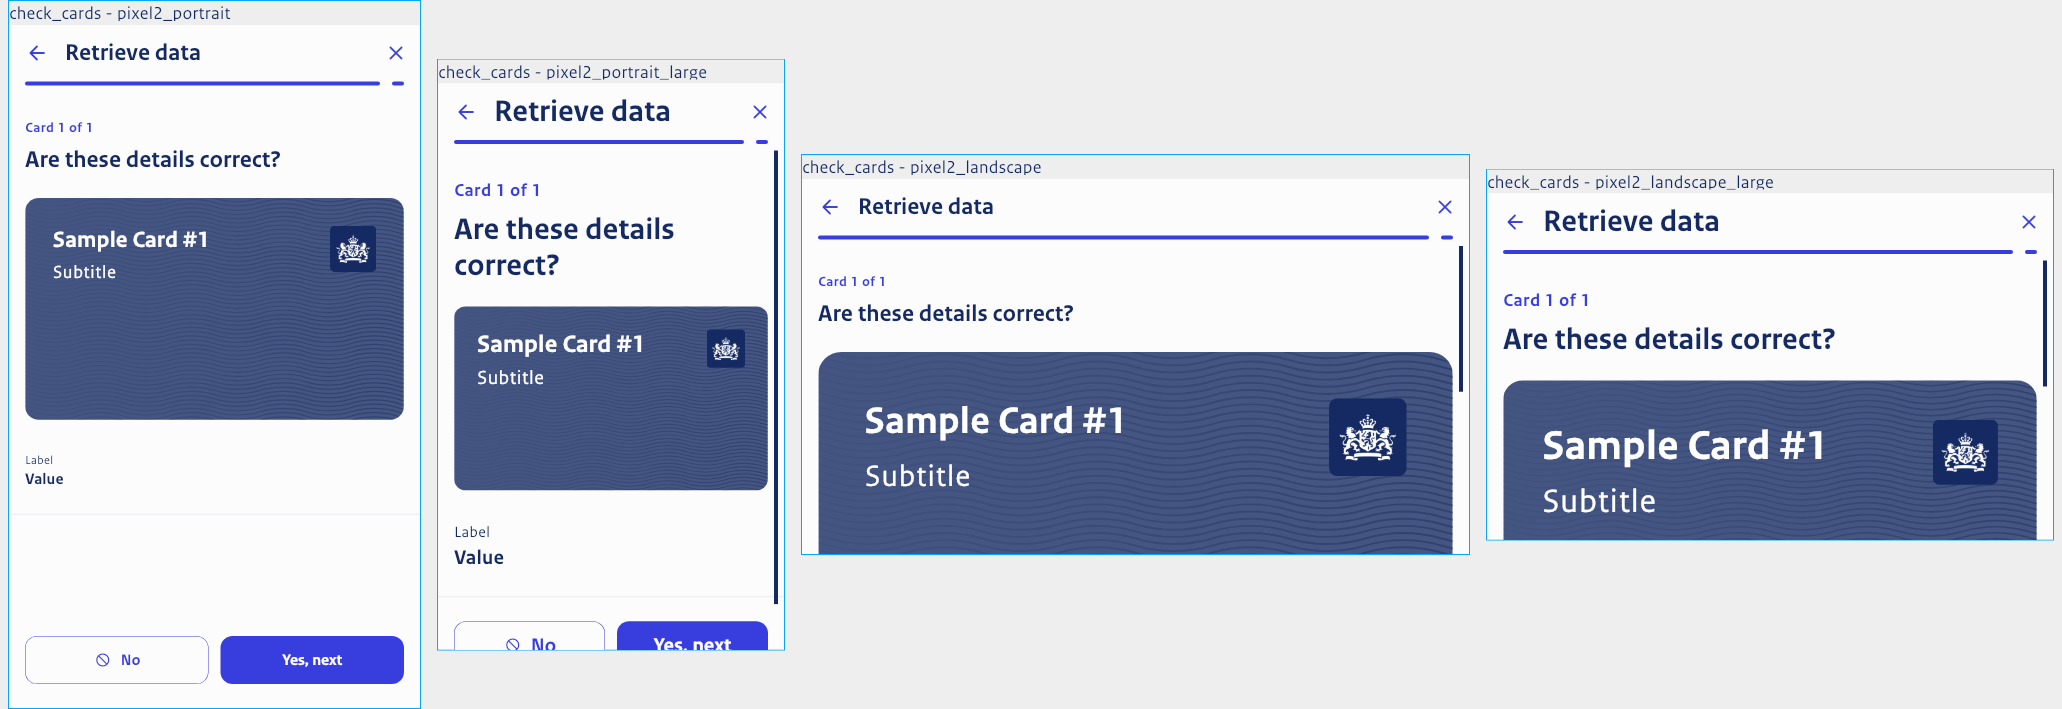 check_cards - pixel2_portrait
Retrieve data
Card 1 of 1
Are these details correct?
Sample Card #1
Subtitle
Label
Value
No
Yes, next
check_cards - pixel2_portrait_large
Retrieve data
Card 1 of 1
Are these details
correct?
Sample Card #1
Subtitle
Label
Value
No
Yes, next
check_cards - pixel2_landscape
Retrieve data
Card 1 of 1
Are these details correct?
Sample Card #1
Subtitle
check_cards - pixel2_landscape_large
Retrieve data
Card 1 of 1
Are these details correct?
Sample Card #1
Subtitle